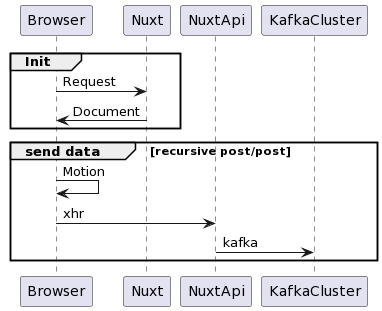 Browser Nuxt NuxtApi KafkaCluster
Init
Request
Document
send data [recursive post/post]
Motion
xhr
kafka
Browser Nuxt NuxtApi KafkaCluster